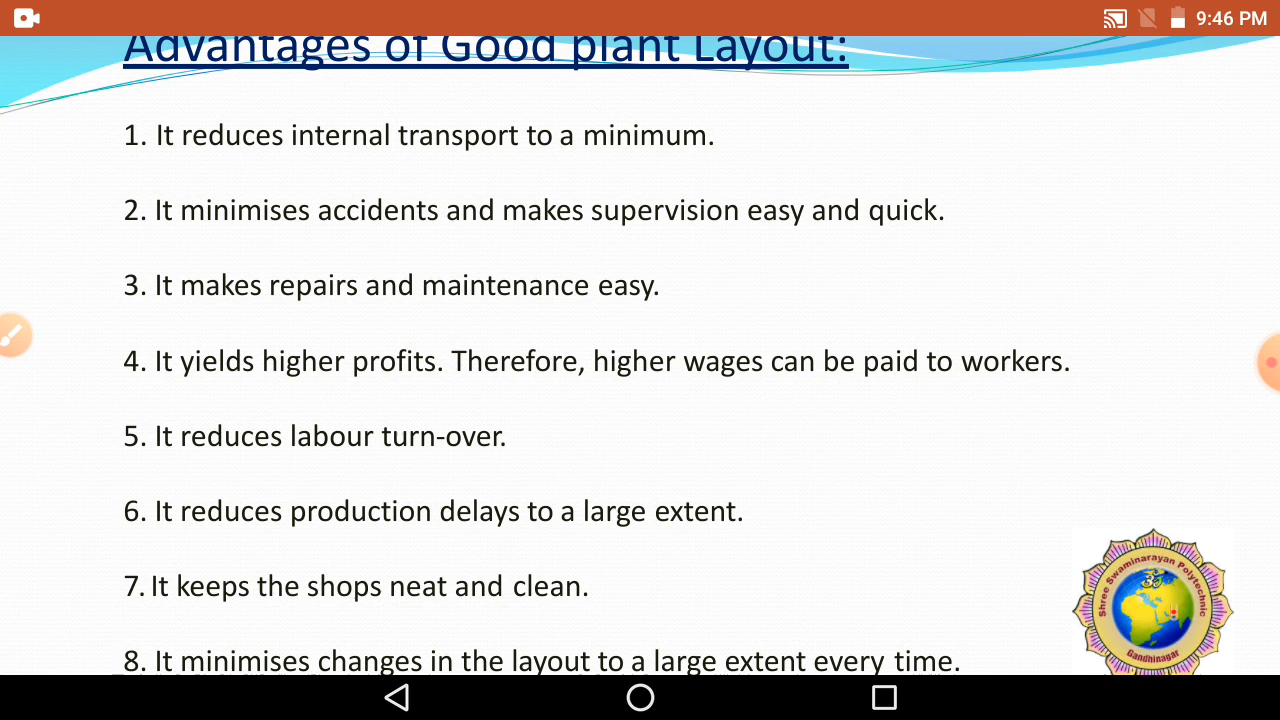 9:46 PM
Advantages of Good plant Layout:
1. It reduces internal transport to a minimum.
2. It minimises accidents and makes supervision easy and quick.
3. It makes repairs and maintenance easy.
4. It yields higher profits. Therefore, higher wages can be paid to workers.
5. It reduces labour turn-over.
6. It reduces production delays to a large extent.
7. It keeps the shops neat and clean.
8. It minimises changes in the layout to a large extent every time.
Shree Swaminarayan Polytechnic
ॐ
Gandhinagar